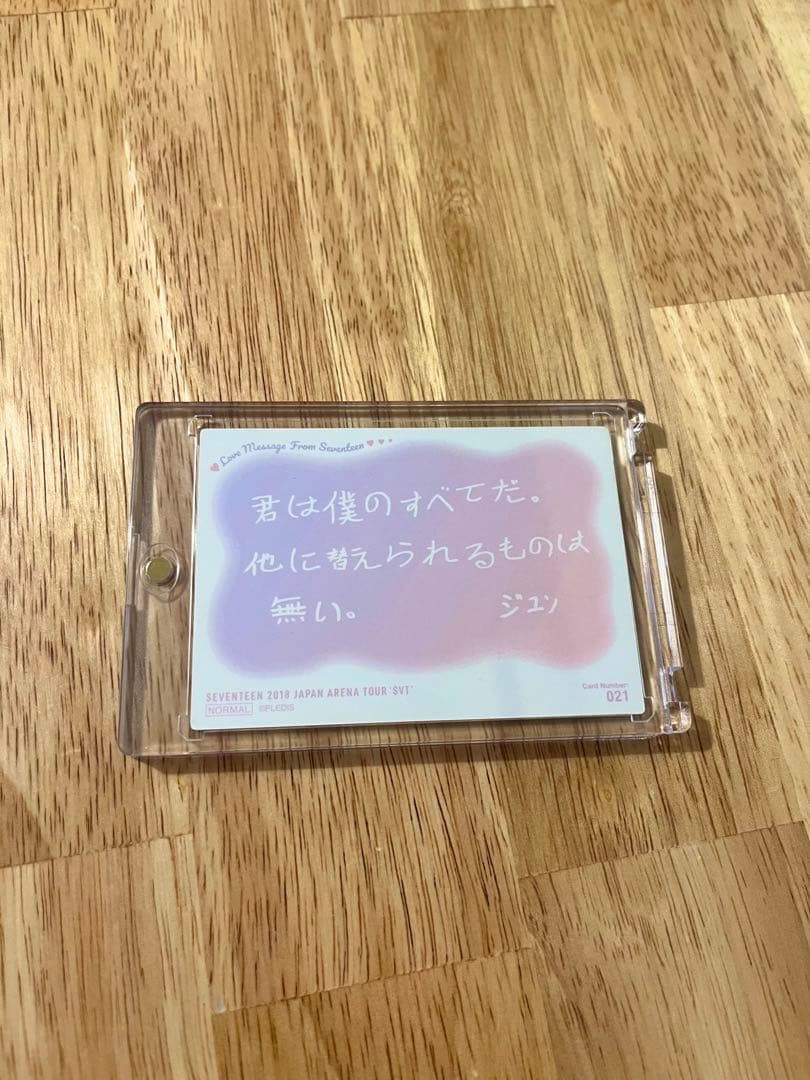 Love Message From Seventeen
君は僕のすべてだ。
他に替えられるものは
無い。 ジュン
SEVENTEEN 2018 JAPAN ARENA TOUR 'SVT'
NORMAL ©PLEDIS
Card Number:
021